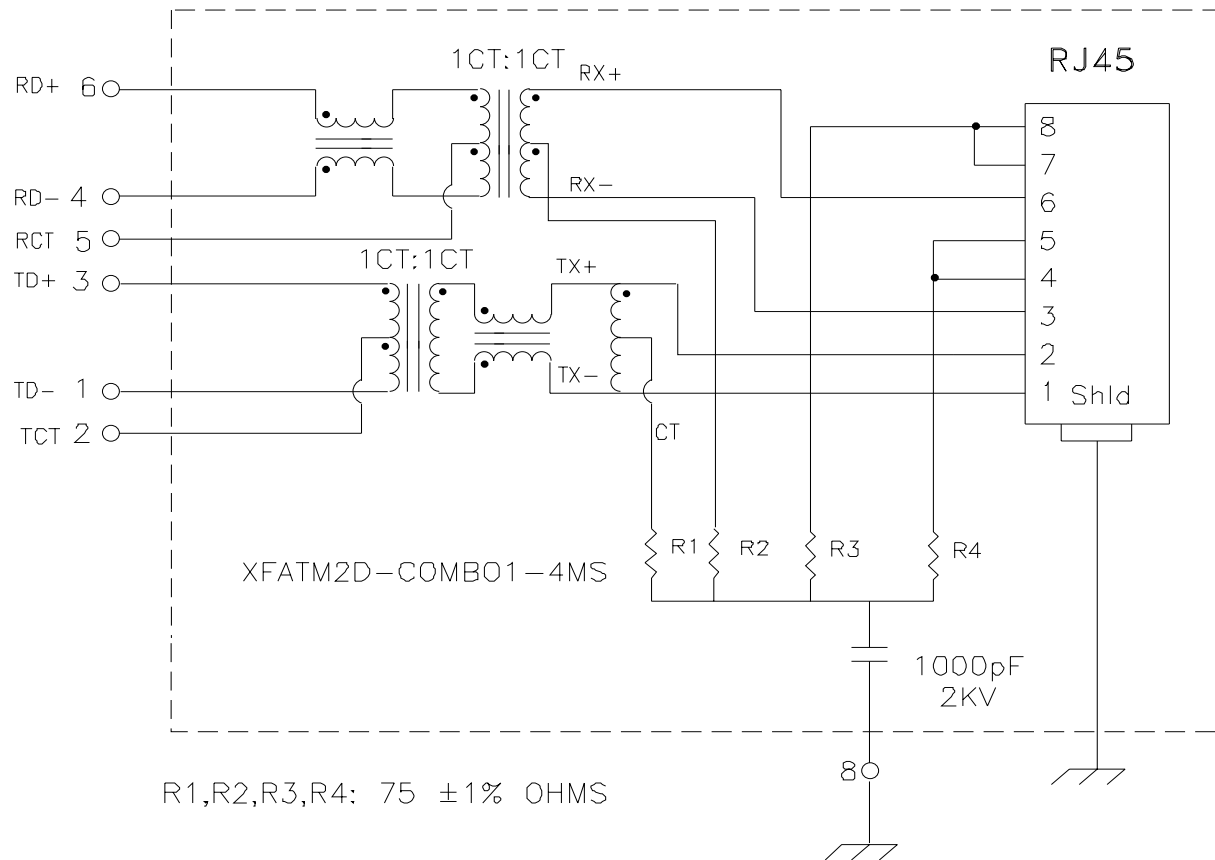 1CT:1CT
RX+
RJ45
RD+ 6
8
7
RD- 4
RX-
6
RCT 5
5
1CT:1CT
TX+
TD+ 3
4
3
2
TX-
TD- 1
1 Shld
TCT 2
CT
R1
R2
R3
R4
XFATM2D-COMBO1-4MS
1000pF
2KV
8
R1,R2,R3,R4: 75 ±1% OHMS